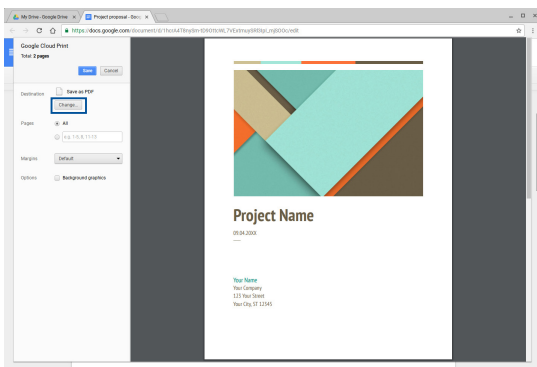 My Drive - Google Drive
Project proposal - Goog
https://docs.google.com
Google Cloud Print
Total: 2 pages
Save
Cancel
Destination
Save as PDF
Change...
Pages
All
e.g. 1-5, 8, 11-13
Margins
Default
Options
Background graphics
Project Name
09.04.20XX
Your Name
Your Company
123 Your Street
Your City, ST 12345